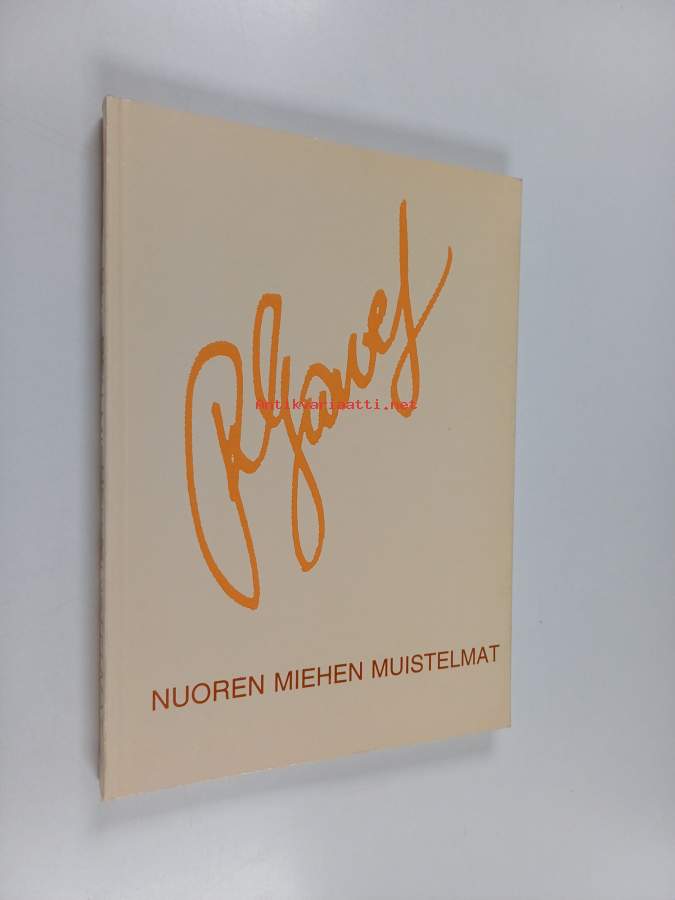 Antikvariaatti.net
NUOREN MIEHEN MUISTELMAT